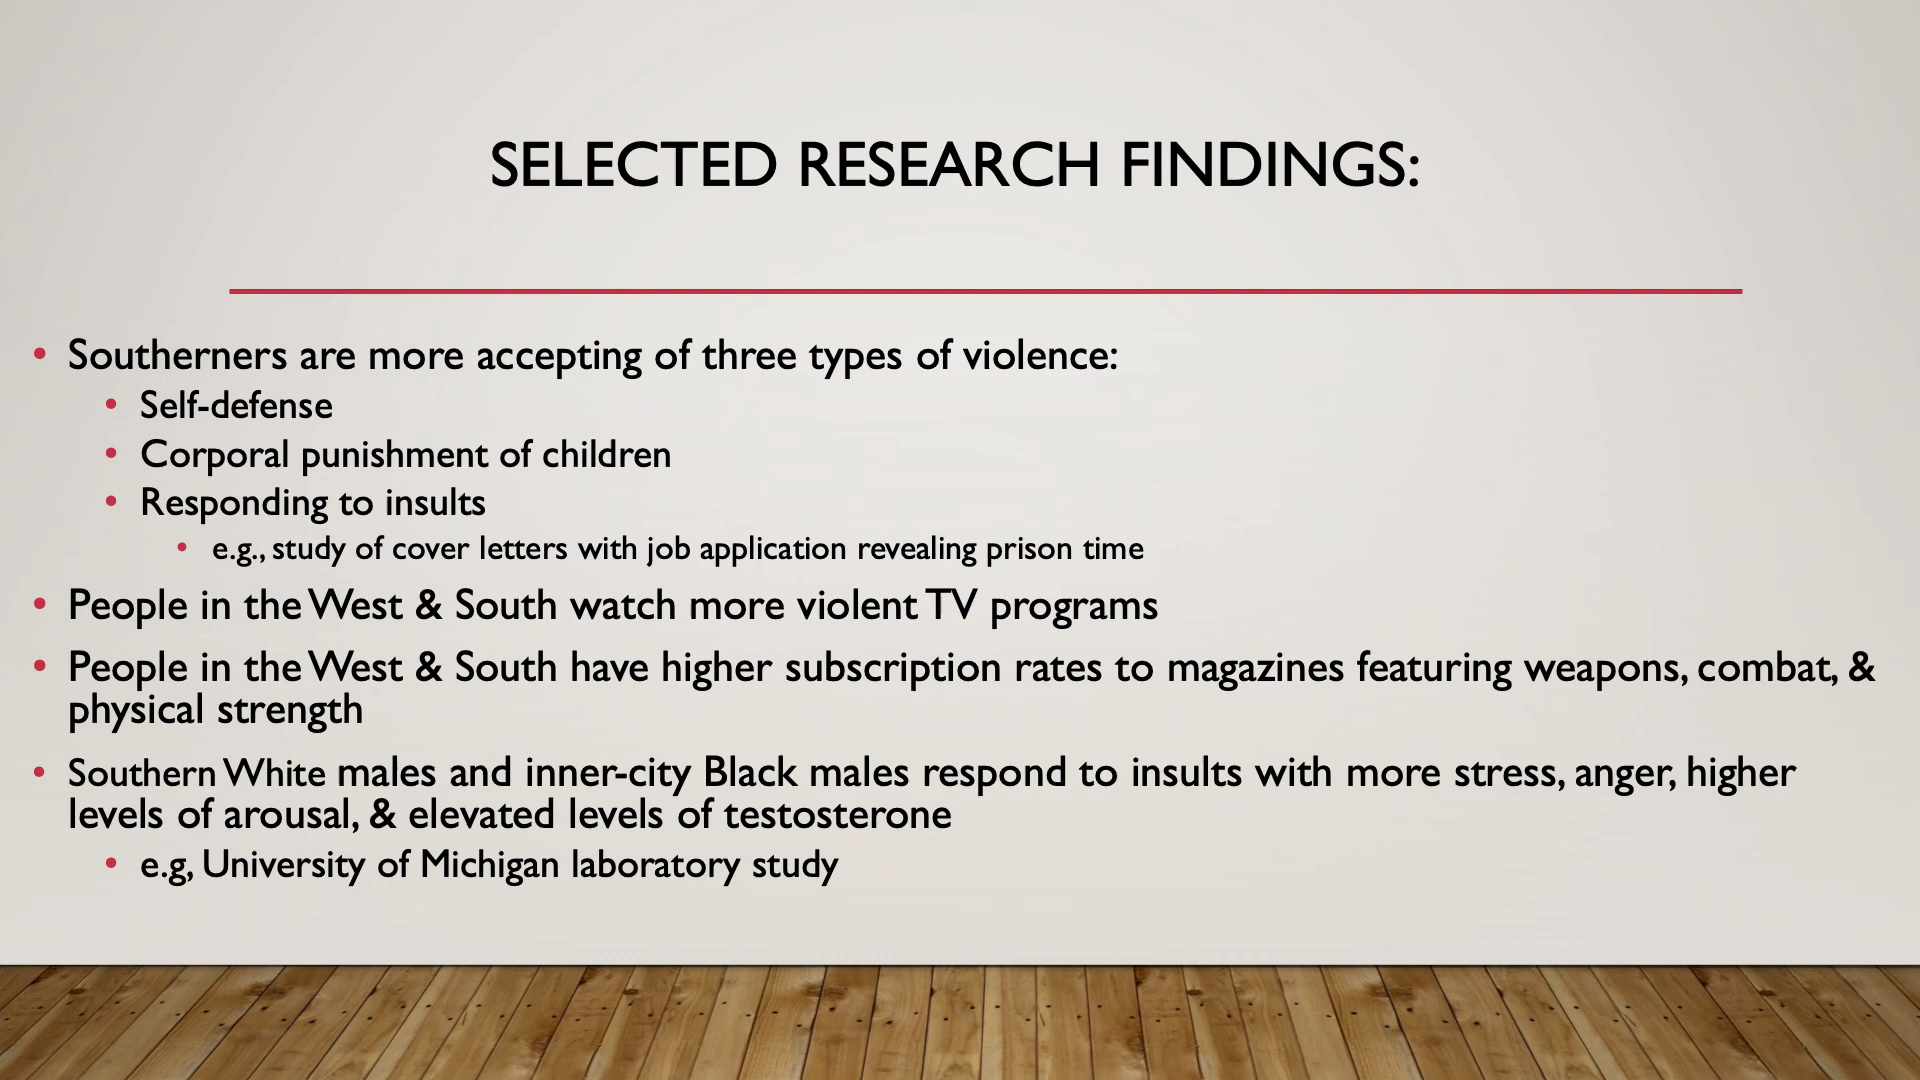 SELECTED RESEARCH FINDINGS:
• Southerners are more accepting of three types of violence:
• Self-defense
• Corporal punishment of children
• Responding to insults
• e.g., study of cover letters with job application revealing prison time
• People in the West & South watch more violent TV programs
• People in the West & South have higher subscription rates to magazines featuring weapons, combat, &
physical strength
• Southern White males and inner-city Black males respond to insults with more stress, anger, higher
levels of arousal, & elevated levels of testosterone
• e.g, University of Michigan laboratory study